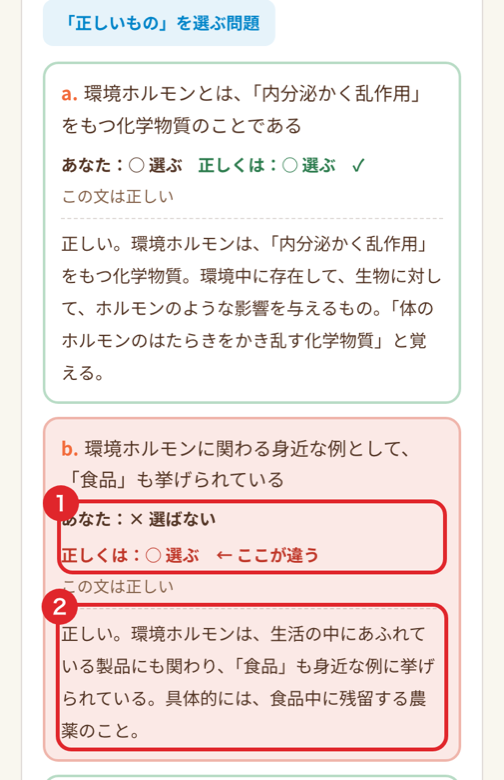 「正しいもの」を選ぶ問題
a. 環境ホルモンとは、「内分泌かく乱作用」
をもつ化学物質のことである
あなた：○ 選ぶ 正しくは：○ 選ぶ ✓
この文は正しい
正しい。環境ホルモンは、「内分泌かく乱作用」
をもつ化学物質。環境中に存在して、生物に対し
て、ホルモンのような影響を与えるもの。「体の
ホルモンのはたらきをかき乱す化学物質」と覚
える。
b. 環境ホルモンに関わる身近な例として、
「食品」も挙げられている
1
あなた：× 選ばない
正しくは：○ 選ぶ ← ここが違う
この文は正しい
2
正しい。環境ホルモンは、生活の中にあふれて
いる製品にも関わり、「食品」も身近な例に挙げ
られている。具体的には、食品中に残留する農
薬のこと。